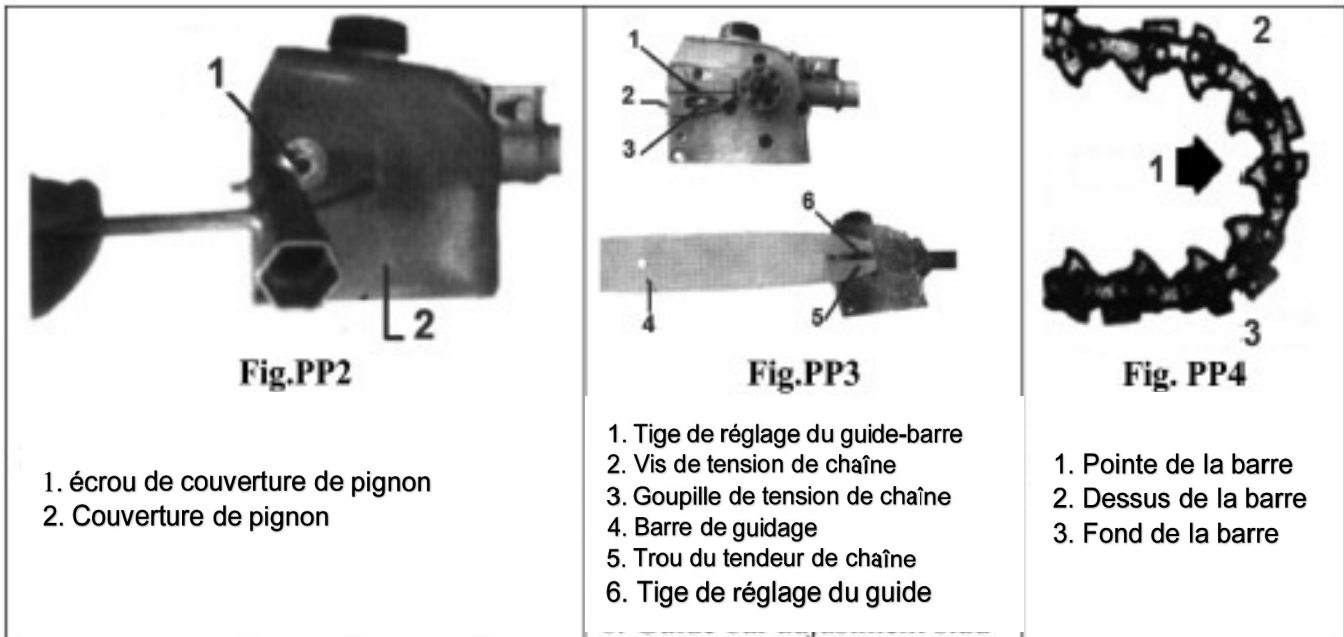 1
2
Fig.PP2
1. écrou de couverture de pignon
2. Couverture de pignon
1
2
3
6
4
5
Fig.PP3
1. Tige de réglage du guide-barre
2. Vis de tension de chaîne
3. Goupille de tension de chaîne
4. Barre de guidage
5. Trou du tendeur de chaîne
6. Tige de réglage du guide
2
1
3
Fig. PP4
1. Pointe de la barre
2. Dessus de la barre
3. Fond de la barre